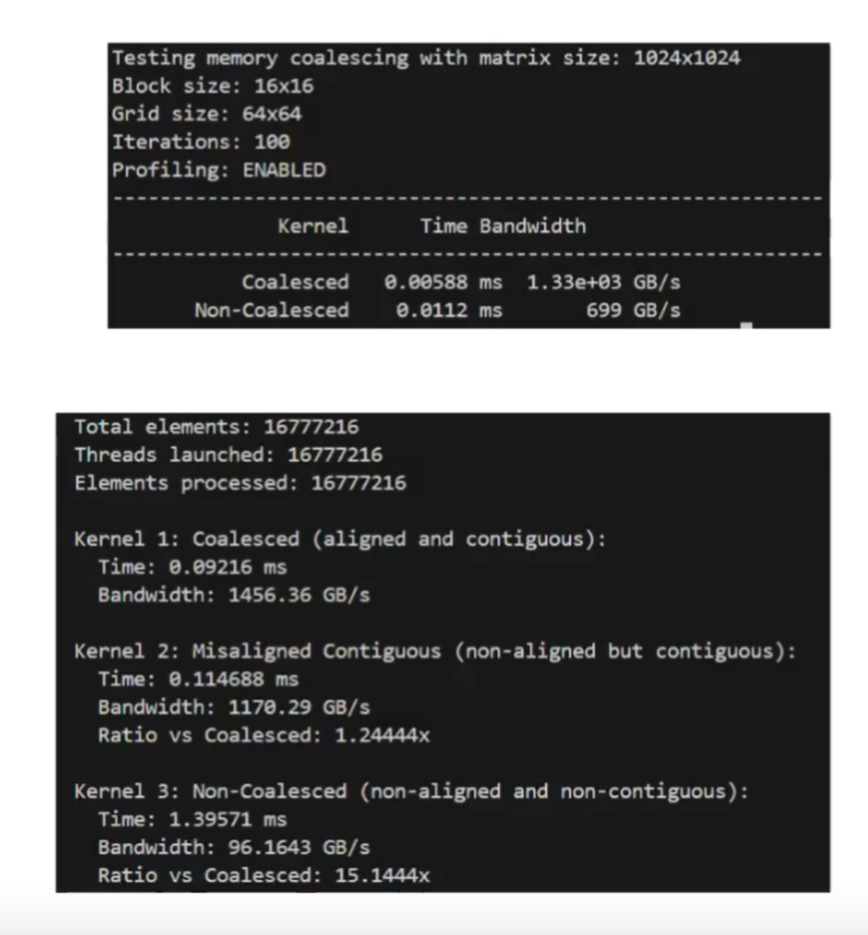 Testing memory coalescing with matrix size: 1024x1024
Block size: 16x16
Grid size: 64x64
Iterations: 100
Profiling: ENABLED
------------------------------------------------------------
Kernel Time Bandwidth
------------------------------------------------------------
Coalesced 0.00588 ms 1.33e+03 GB/s
Non-Coalesced 0.0112 ms 699 GB/s
Total elements: 16777216
Threads launched: 16777216
Elements processed: 16777216
Kernel 1: Coalesced (aligned and contiguous):
Time: 0.09216 ms
Bandwidth: 1456.36 GB/s
Kernel 2: Misaligned Contiguous (non-aligned but contiguous):
Time: 0.114688 ms
Bandwidth: 1170.29 GB/s
Ratio vs Coalesced: 1.24444x
Kernel 3: Non-Coalesced (non-aligned and non-contiguous):
Time: 1.39571 ms
Bandwidth: 96.1643 GB/s
Ratio vs Coalesced: 15.1444x